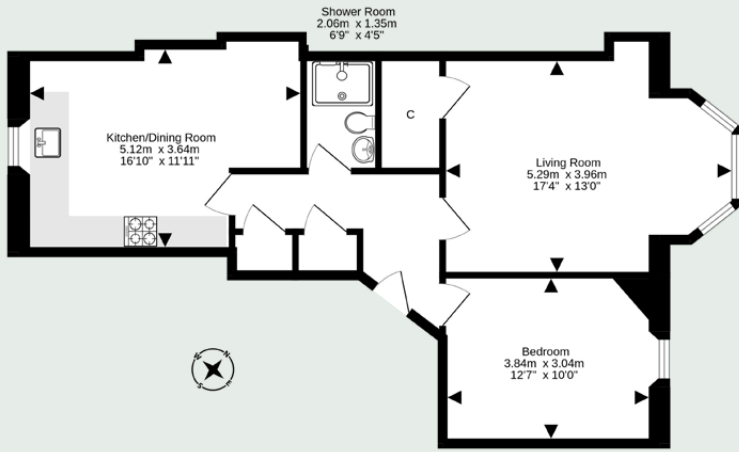 Shower Room
2.06m x 1.35m
6'9" x 4'5"
Kitchen/Dining Room
5.12m x 3.64m
16'10" x 11'11"
C
Living Room
5.29m x 3.96m
17'4" x 13'0"
Bedroom
3.84m x 3.04m
12'7" x 10'0"
W
N
S
E